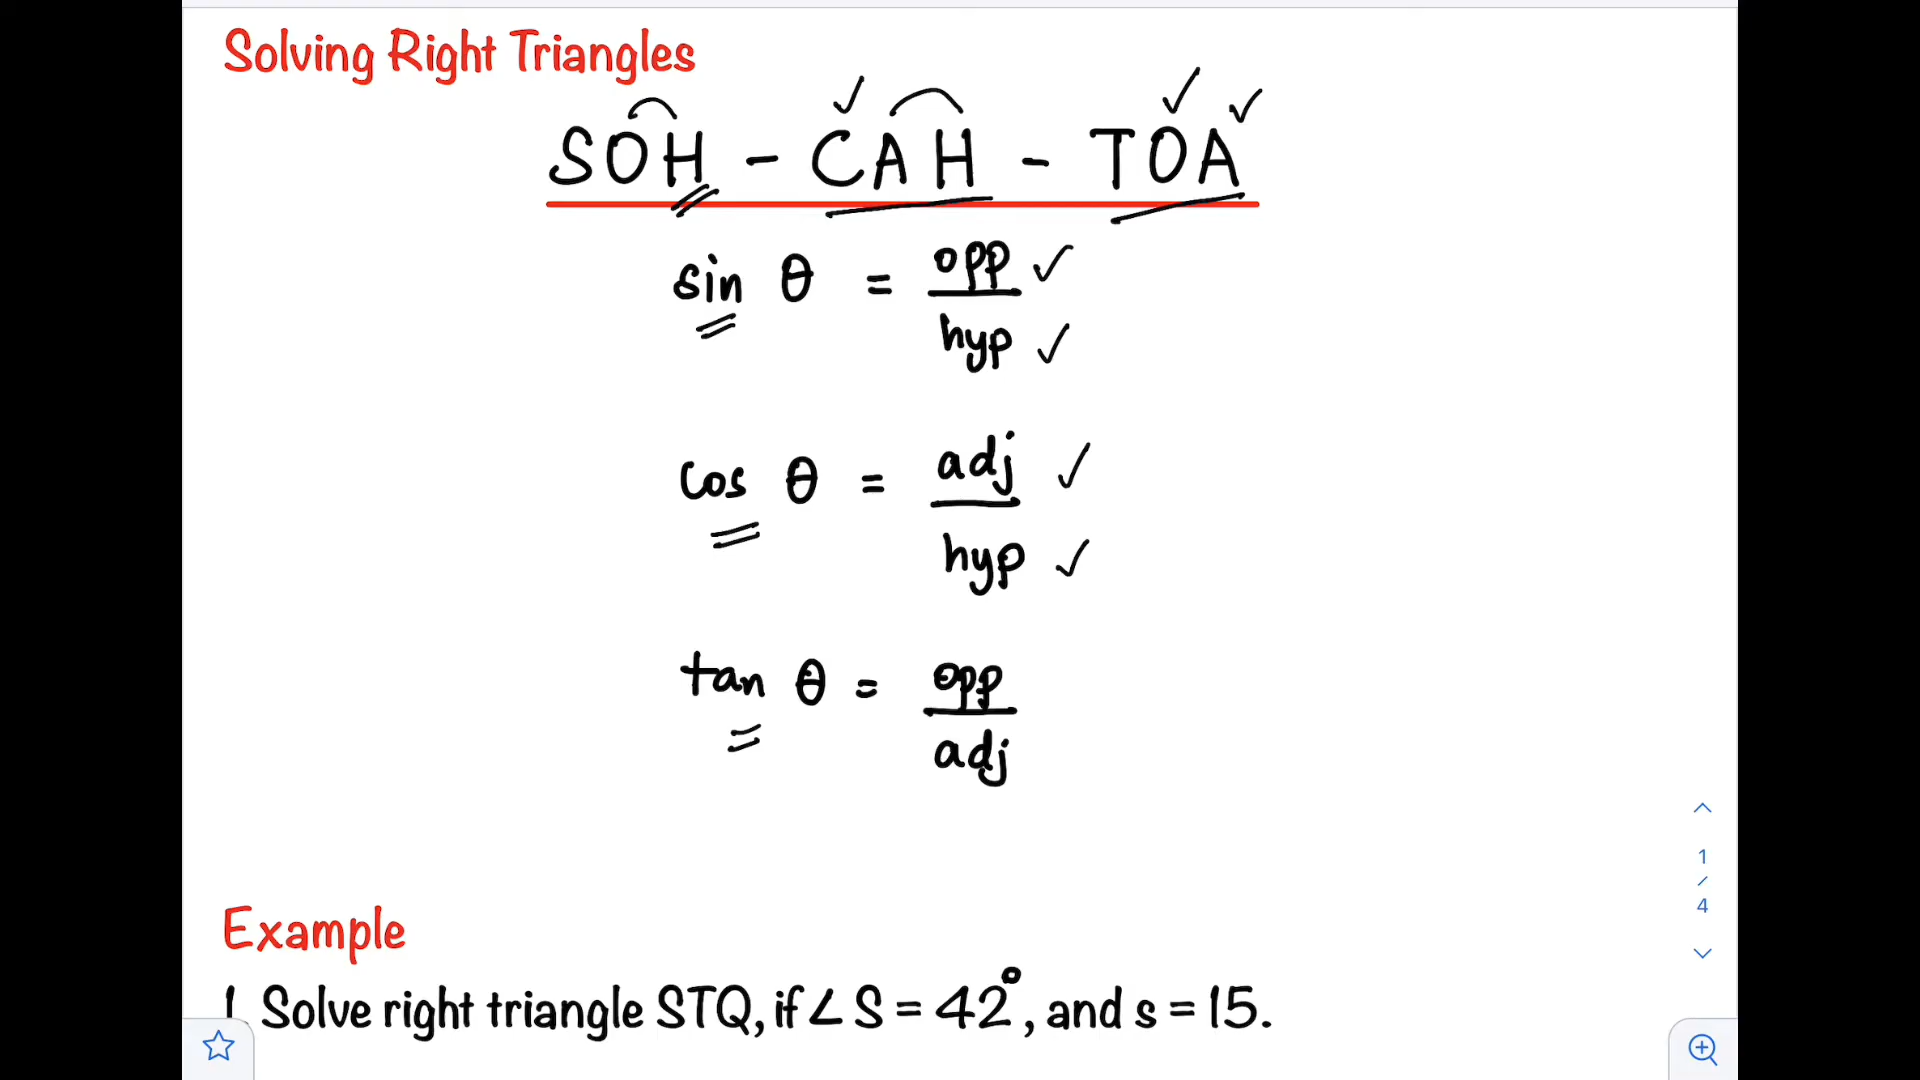 Solving Right Triangles
SOH - CAH - TOA
sin θ = opp
hyp
cos θ = adj
hyp
tan θ = opp
adj
1
/
4
Example
1. Solve right triangle STQ, if ∠ S = 42°, and s = 15.